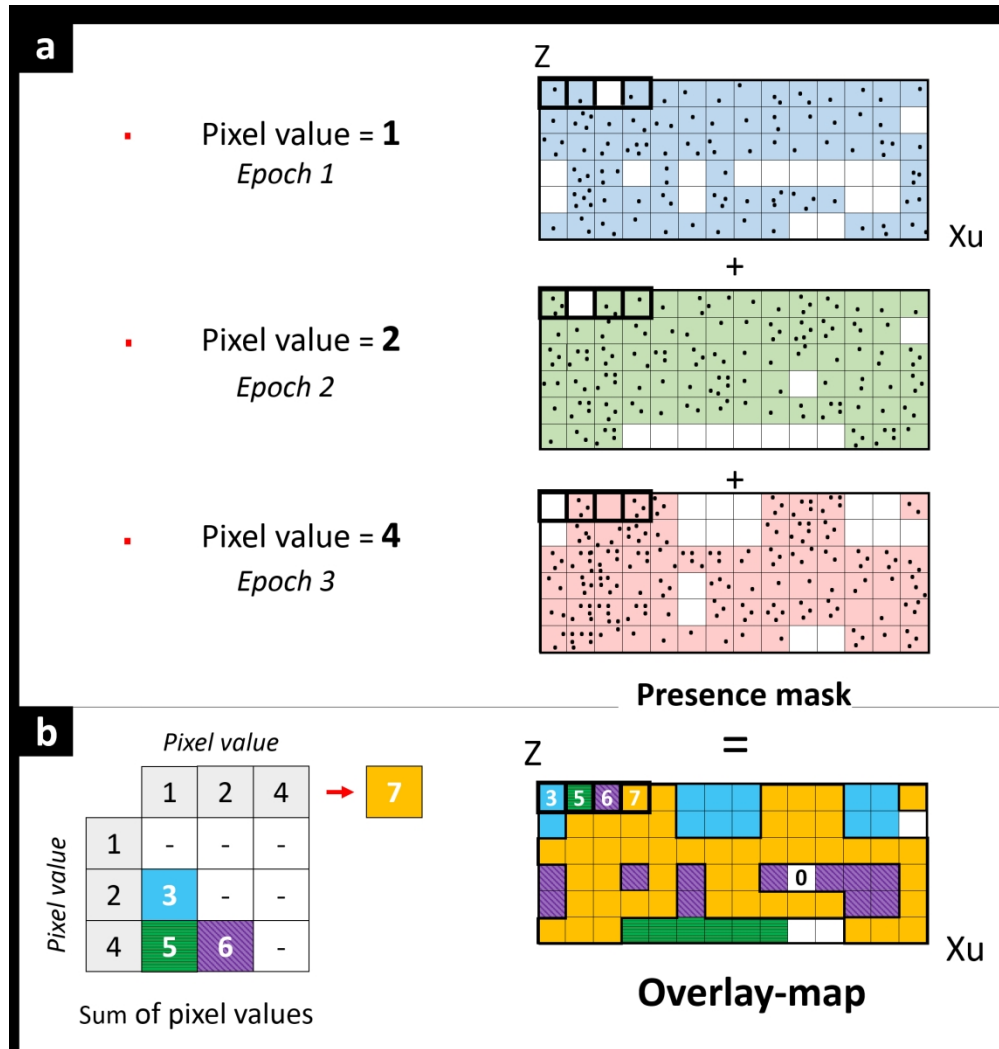 a
Z
Pixel value = 1
Epoch 1
Xu
+
Pixel value = 2
Epoch 2
+
Pixel value = 4
Epoch 3
Presence mask
b
Pixel value
=
Z
1 2 4 7
3 5 6 7
Pixel value
1 - - -
2 3 - -
0
4 5 6 -
Xu
Sum of pixel values
Overlay-map